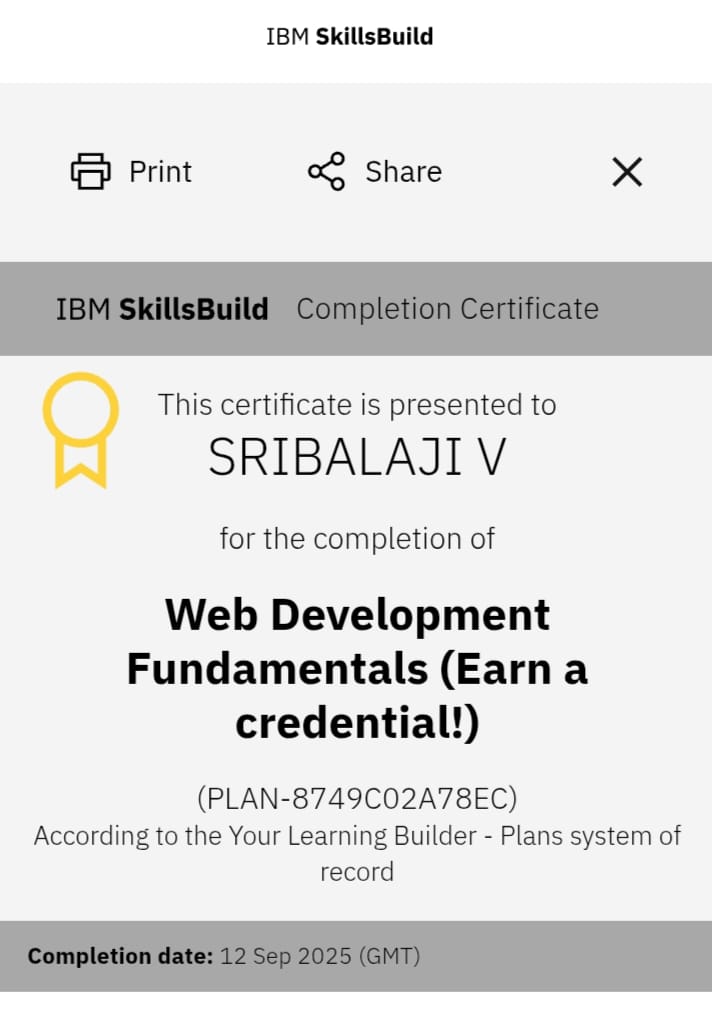 IBM SkillsBuild
Print
Share
IBM SkillsBuild Completion Certificate
This certificate is presented to
SRIBALAJI V
for the completion of
Web Development
Fundamentals (Earn a
credential!)
(PLAN-8749C02A78EC)
According to the Your Learning Builder - Plans system of
record
Completion date: 12 Sep 2025 (GMT)